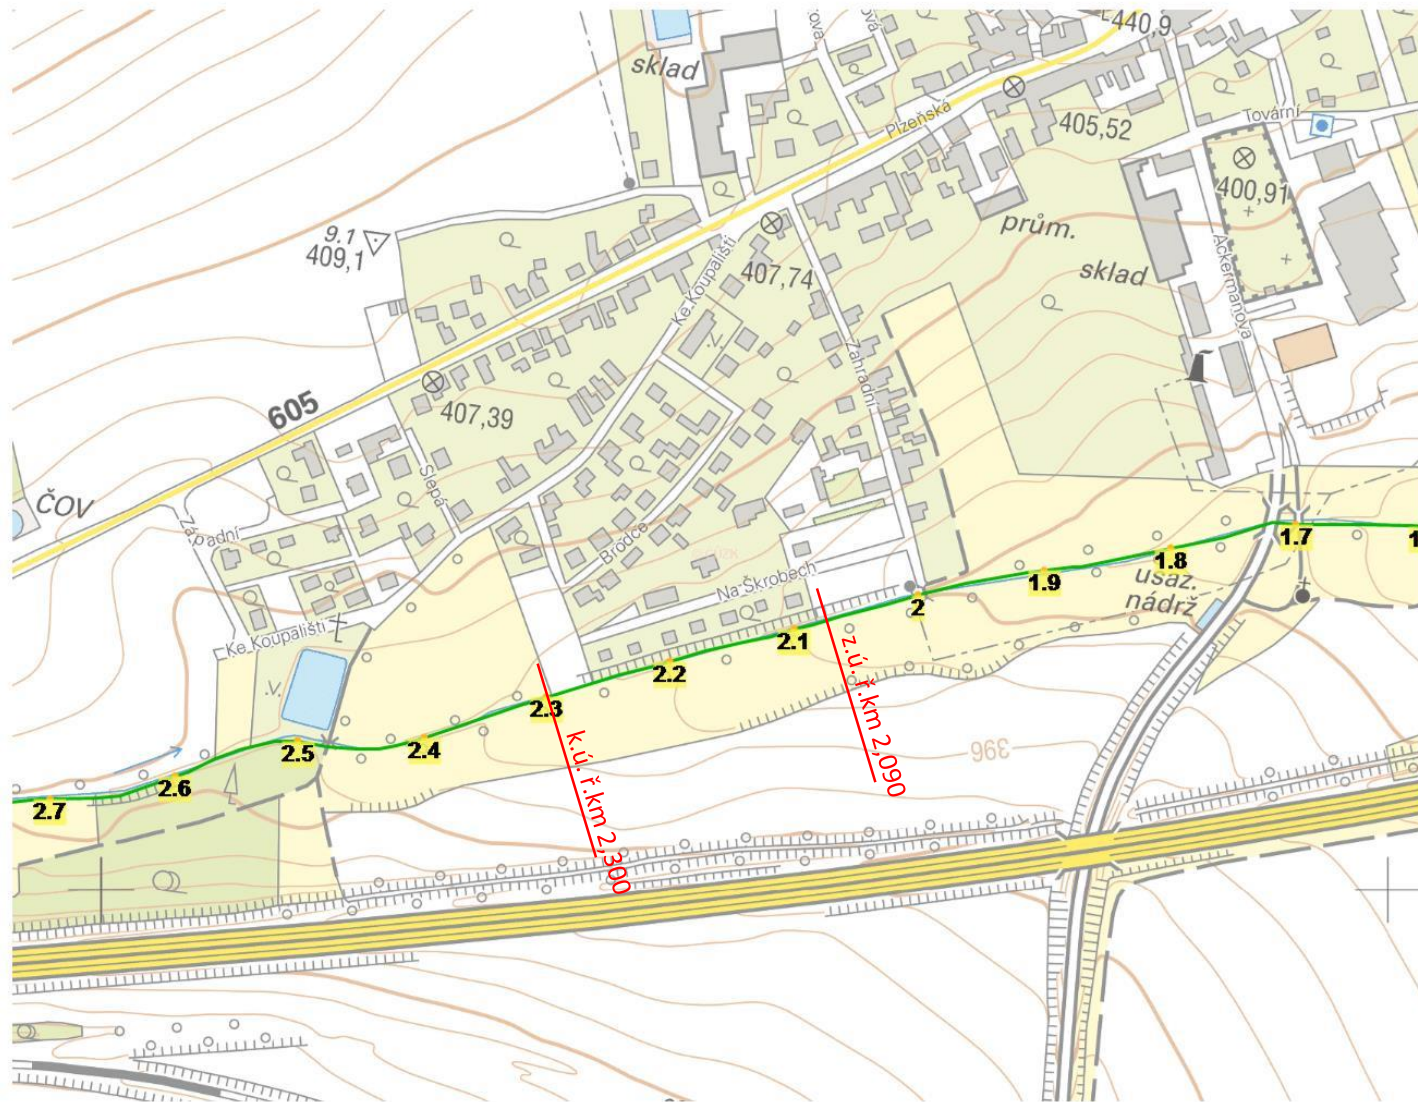 440,9
sklad
Plzeňská
405,52
Tovární
400,91
9.1
409,1
prům.
sklad
Ackermanova
Ke Koupališti
407,74
Zahradní
605
407,39
ČOV
Slepá
Západní
Brodce
Na Škrobech
Ke Koupališti
.v.
.v.
usaz.
nádrž
1.7
1.8
1.9
2
2.1
2.2
2.3
2.4
2.5
2.6
2.7
z.ú. ř.km 2,090
k.ú. ř.km 2,300
396